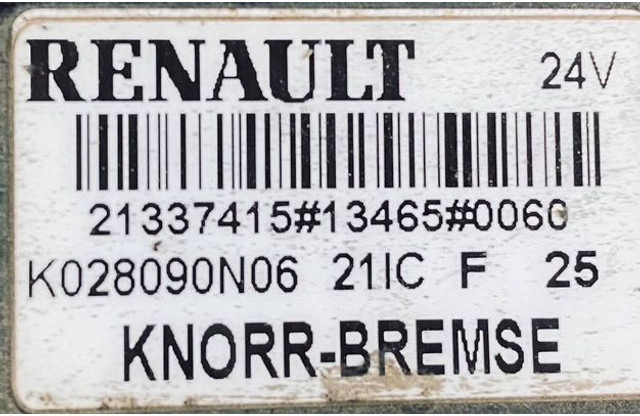 RENAULT 24V
21337415#13465#0060
K028090N06 21IC F 25
KNORR-BREMSE